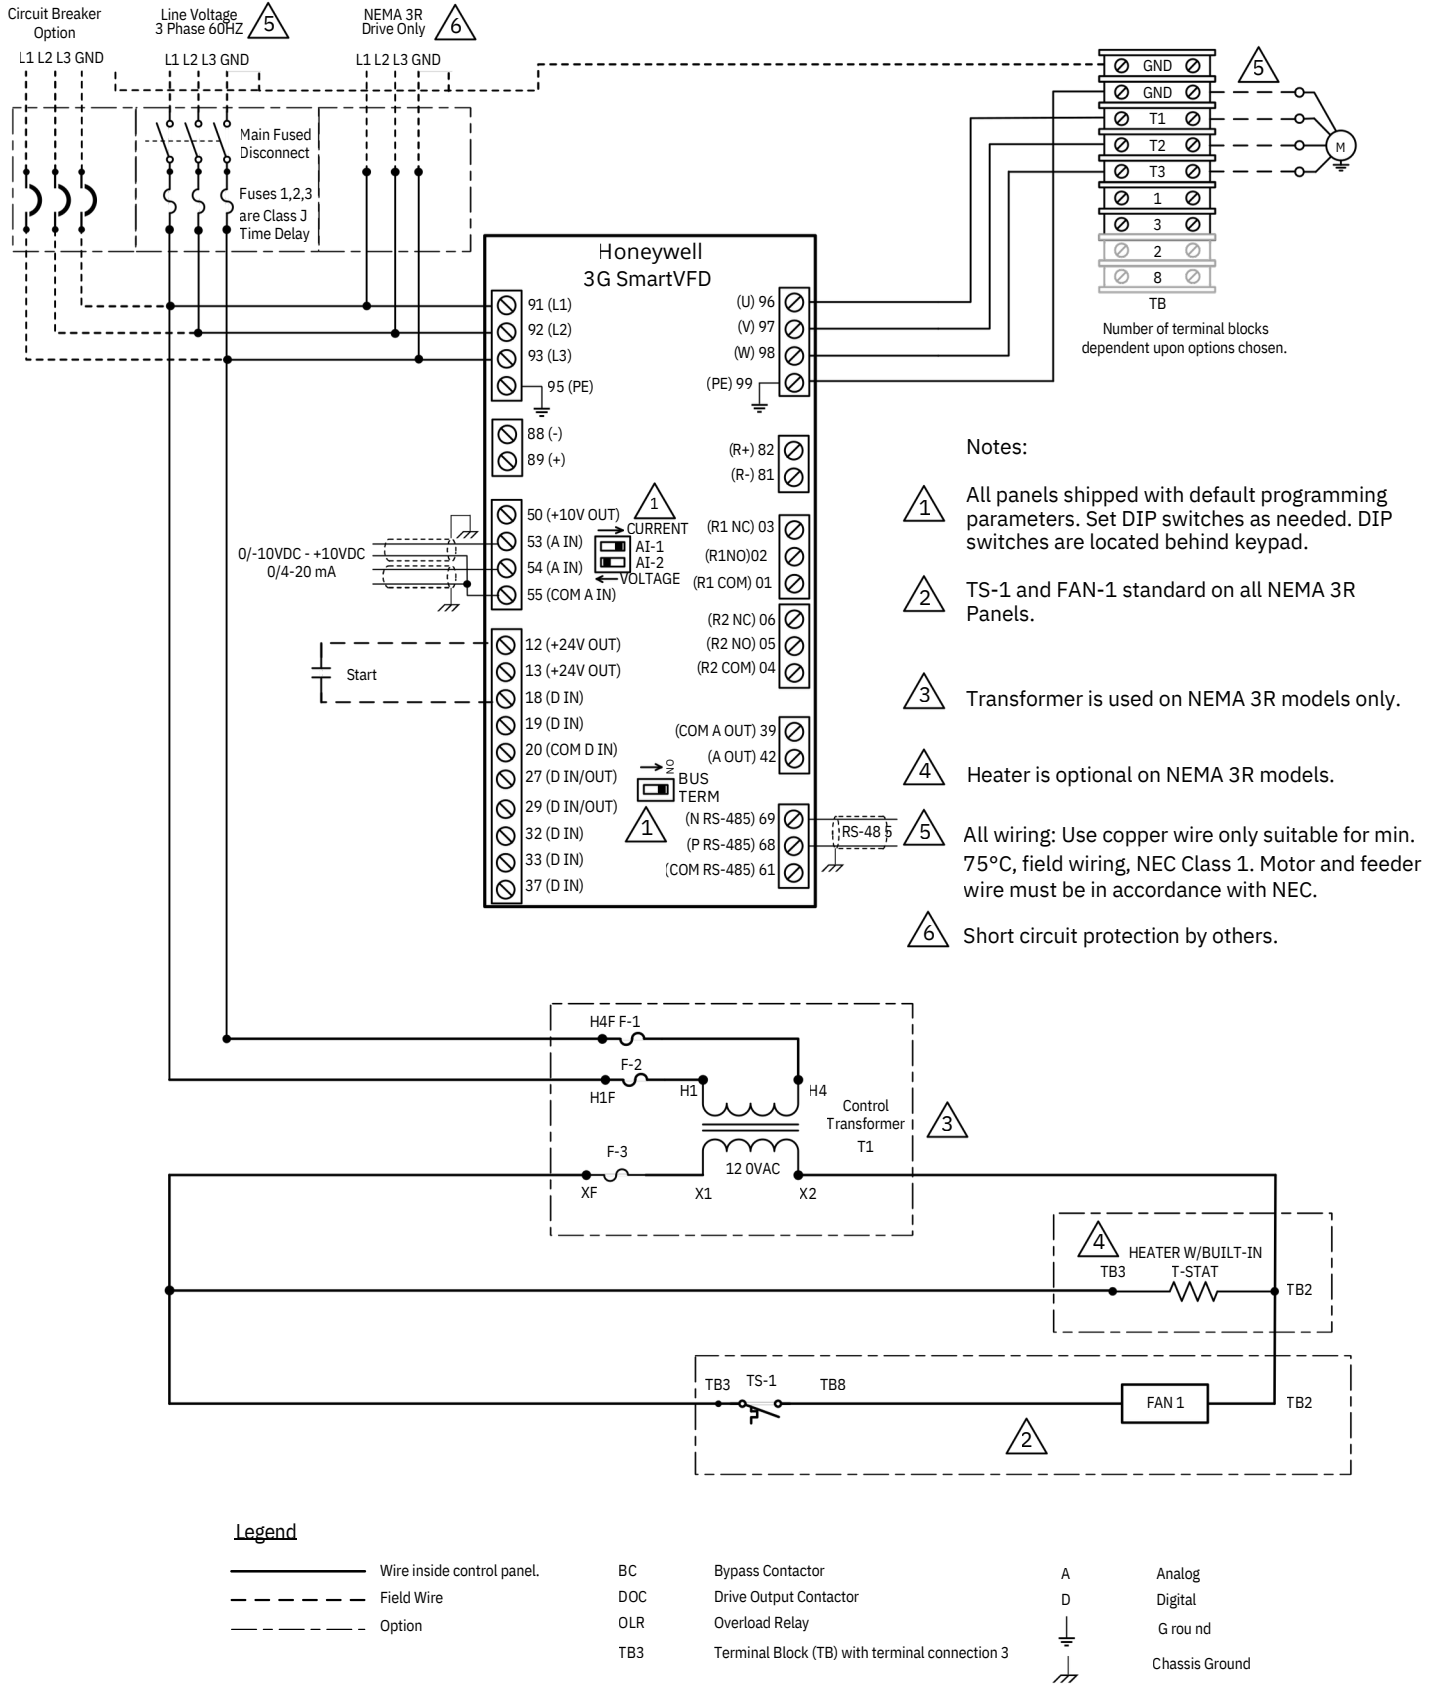 Circuit Breaker
Option
L1 L2 L3 GND
Line Voltage
3 Phase 60HZ
5
L1 L2 L3 GND
NEMA 3R
Drive Only
6
L1 L2 L3 GND
Main Fused
Disconnect
Fuses 1,2,3
are Class J
Time Delay
GND
GND
T1
T2
T3
1
3
2
8
TB
5
M
Number of terminal blocks
dependent upon options chosen.
Honeywell
3G SmartVFD
91 (L1)
92 (L2)
93 (L3)
95 (PE)
88 (-)
89 (+)
50 (+10V OUT)
53 (A IN)
54 (A IN)
55 (COM A IN)
12 (+24V OUT)
13 (+24V OUT)
18 (D IN)
19 (D IN)
20 (COM D IN)
27 (D IN/OUT)
29 (D IN/OUT)
32 (D IN)
33 (D IN)
37 (D IN)
1
CURRENT
AI-1
AI-2
VOLTAGE
ON
BUS
TERM
1
(U) 96
(V) 97
(W) 98
(PE) 99
(R+) 82
(R-) 81
(R1 NC) 03
(R1NO)02
(R1 COM) 01
(R2 NC) 06
(R2 NO) 05
(R2 COM) 04
(COM A OUT) 39
(A OUT) 42
(N RS-485) 69
(P RS-485) 68
(COM RS-485) 61
RS-48 5
0/-10VDC - +10VDC
0/4-20 mA
Start
Notes:
1
All panels shipped with default programming
parameters. Set DIP switches as needed. DIP
switches are located behind keypad.
2
TS-1 and FAN-1 standard on all NEMA 3R
Panels.
3
Transformer is used on NEMA 3R models only.
4
Heater is optional on NEMA 3R models.
5
All wiring: Use copper wire only suitable for min.
75°C, field wiring, NEC Class 1. Motor and feeder
wire must be in accordance with NEC.
6
Short circuit protection by others.
H4F F-1
F-2
H1F
H1
H4
Control
Transformer
T1
3
F-3
12 0VAC
XF
X1
X2
4
HEATER W/BUILT-IN
TB3
T-STAT
TB2
TB3
TS-1
TB8
FAN 1
TB2
2
Legend
Wire inside control panel.
Field Wire
Option
BC
Bypass Contactor
DOC
Drive Output Contactor
OLR
Overload Relay
TB3
Terminal Block (TB) with terminal connection 3
A
Analog
D
Digital
G rou nd
Chassis Ground